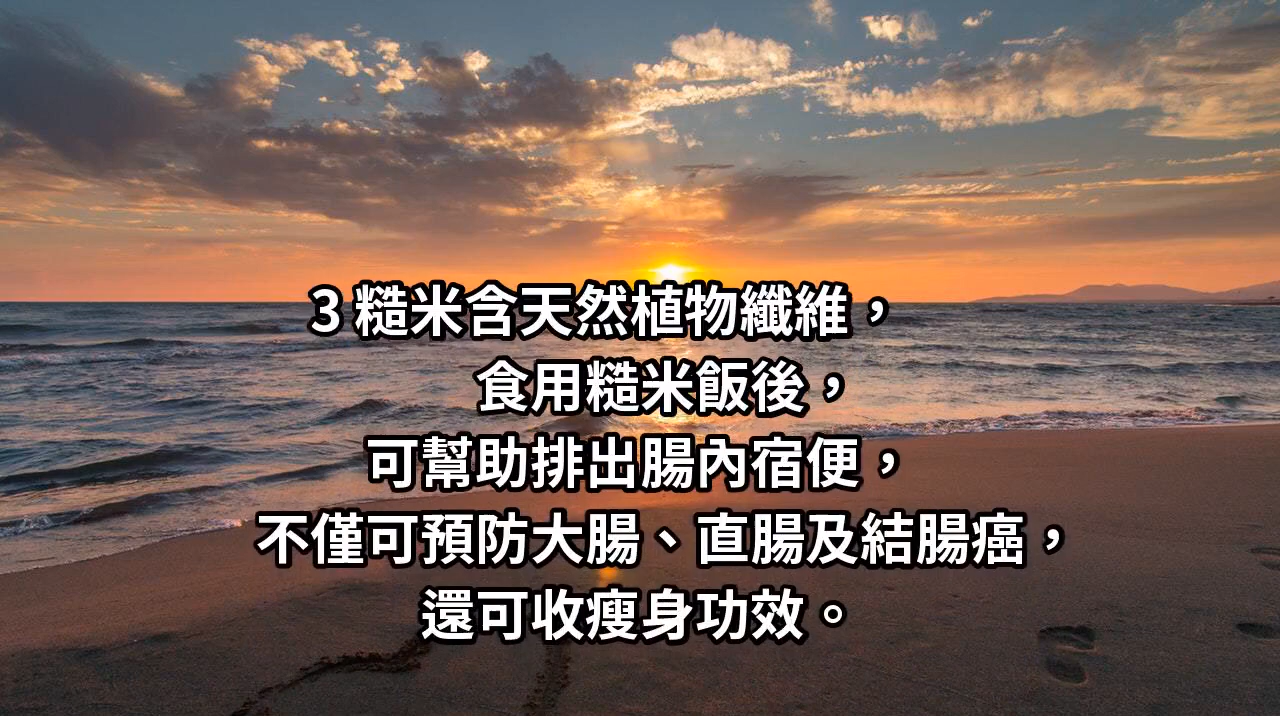 3 糙米含天然植物纖維，
食用糙米飯後，
可幫助排出腸內宿便，
不僅可預防大腸、直腸及結腸癌，
還可收瘦身功效。